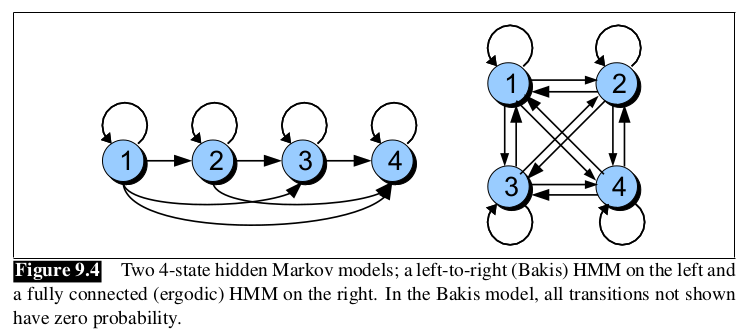 1 2 3 4
1 2
3 4
Figure 9.4 Two 4-state hidden Markov models; a left-to-right (Bakis) HMM on the left and
a fully connected (ergodic) HMM on the right. In the Bakis model, all transitions not shown
have zero probability.